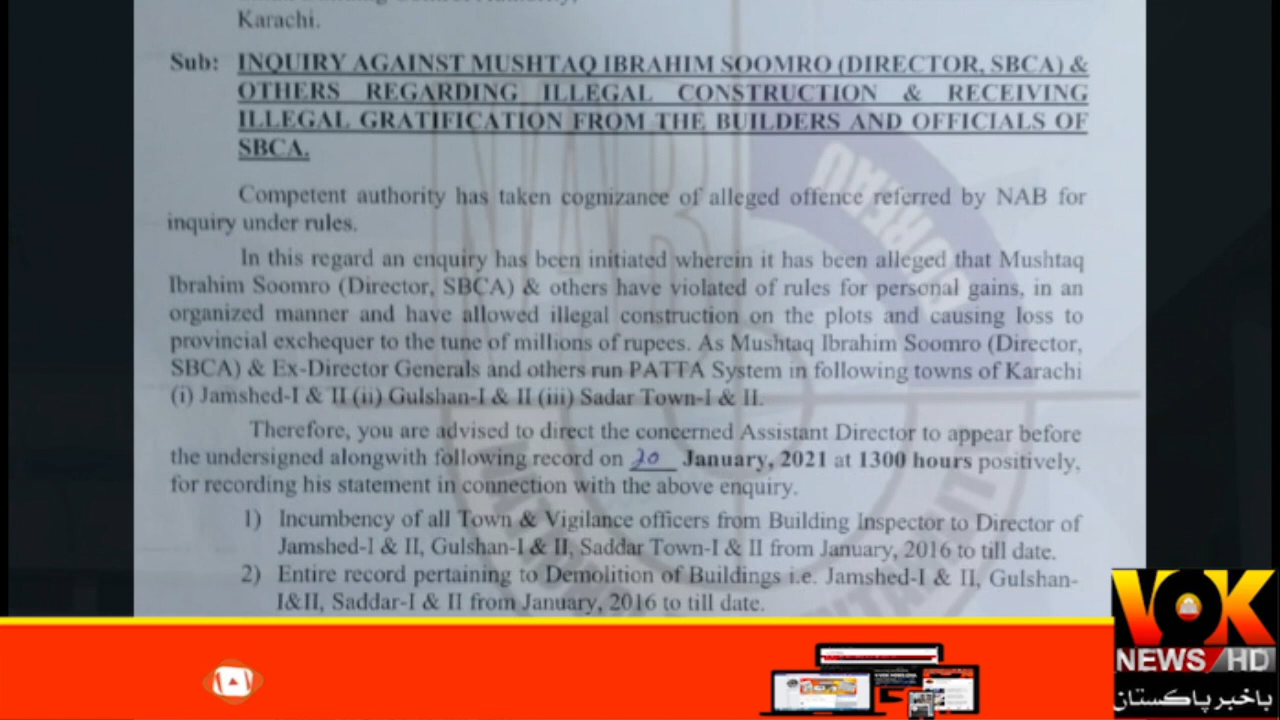 Karachi.
Sub: INQUIRY AGAINST MUSHTAQ IBRAHIM SOOMRO (DIRECTOR, SBCA) &
OTHERS REGARDING ILLEGAL CONSTRUCTION & RECEIVING
ILLEGAL GRATIFICATION FROM THE BUILDERS AND OFFICIALS OF
SBCA.
Competent authority has taken cognizance of alleged offence referred by NAB for
inquiry under rules.
In this regard an enquiry has been initiated wherein it has been alleged that Mushtaq
Ibrahim Soomro (Director, SBCA) & others have violated of rules for personal gains, in an
organized manner and have allowed illegal construction on the plots and causing loss to
provincial exchequer to the tune of millions of rupees. As Mushtaq Ibrahim Soomro (Director,
SBCA) & Ex-Director Generals and others run PATTA System in following towns of Karachi
(i) Jamshed-I & II (ii) Gulshan-I & II (iii) Sadar Town-I & II.
Therefore, you are advised to direct the concerned Assistant Director to appear before
the undersigned alongwith following record on 20 January, 2021 at 1300 hours positively,
for recording his statement in connection with the above enquiry.
1) Incumbency of all Town & Vigilance officers from Building Inspector to Director of
Jamshed-I & II, Gulshan-I & II, Saddar Town-I & II from January, 2016 to till date.
2) Entire record pertaining to Demolition of Buildings i.e. Jamshed-I & II, Gulshan-
I&II, Saddar-I & II from January, 2016 to till date.
NAB
BUREAU
VOK
NEWS/HD
باخبر پاکستان